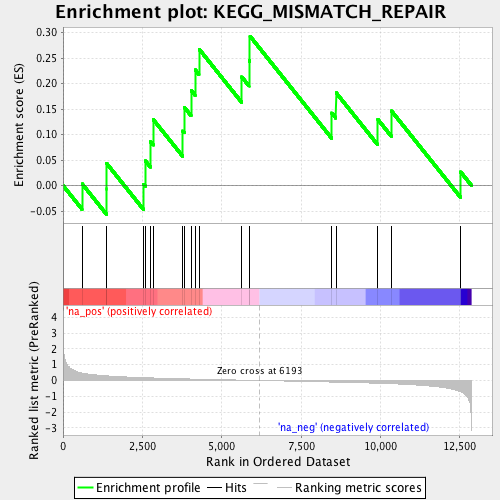 Enrichment plot: KEGG_MISMATCH_REPAIR
Enrichment score (ES)
0.30
0.25
0.20
0.15
0.10
0.05
0.00
-0.05
'na_pos' (positively correlated)
Ranked list metric (PreRanked)
4
3
2
1
0
-1
-2
-3
Zero cross at 6193
'na_neg' (negatively correlated)
0 2,500 5,000 7,500 10,000 12,500
Rank in Ordered Dataset
Enrichment profile Hits Ranking metric scores